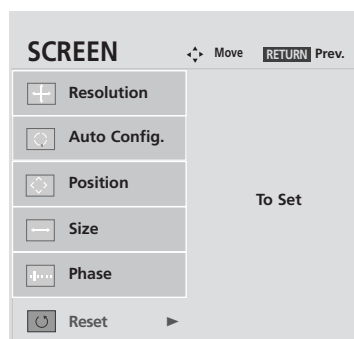 SCREEN Move RETURN Prev.
Resolution
Auto Config.
Position
To Set
Size
Phase
Reset